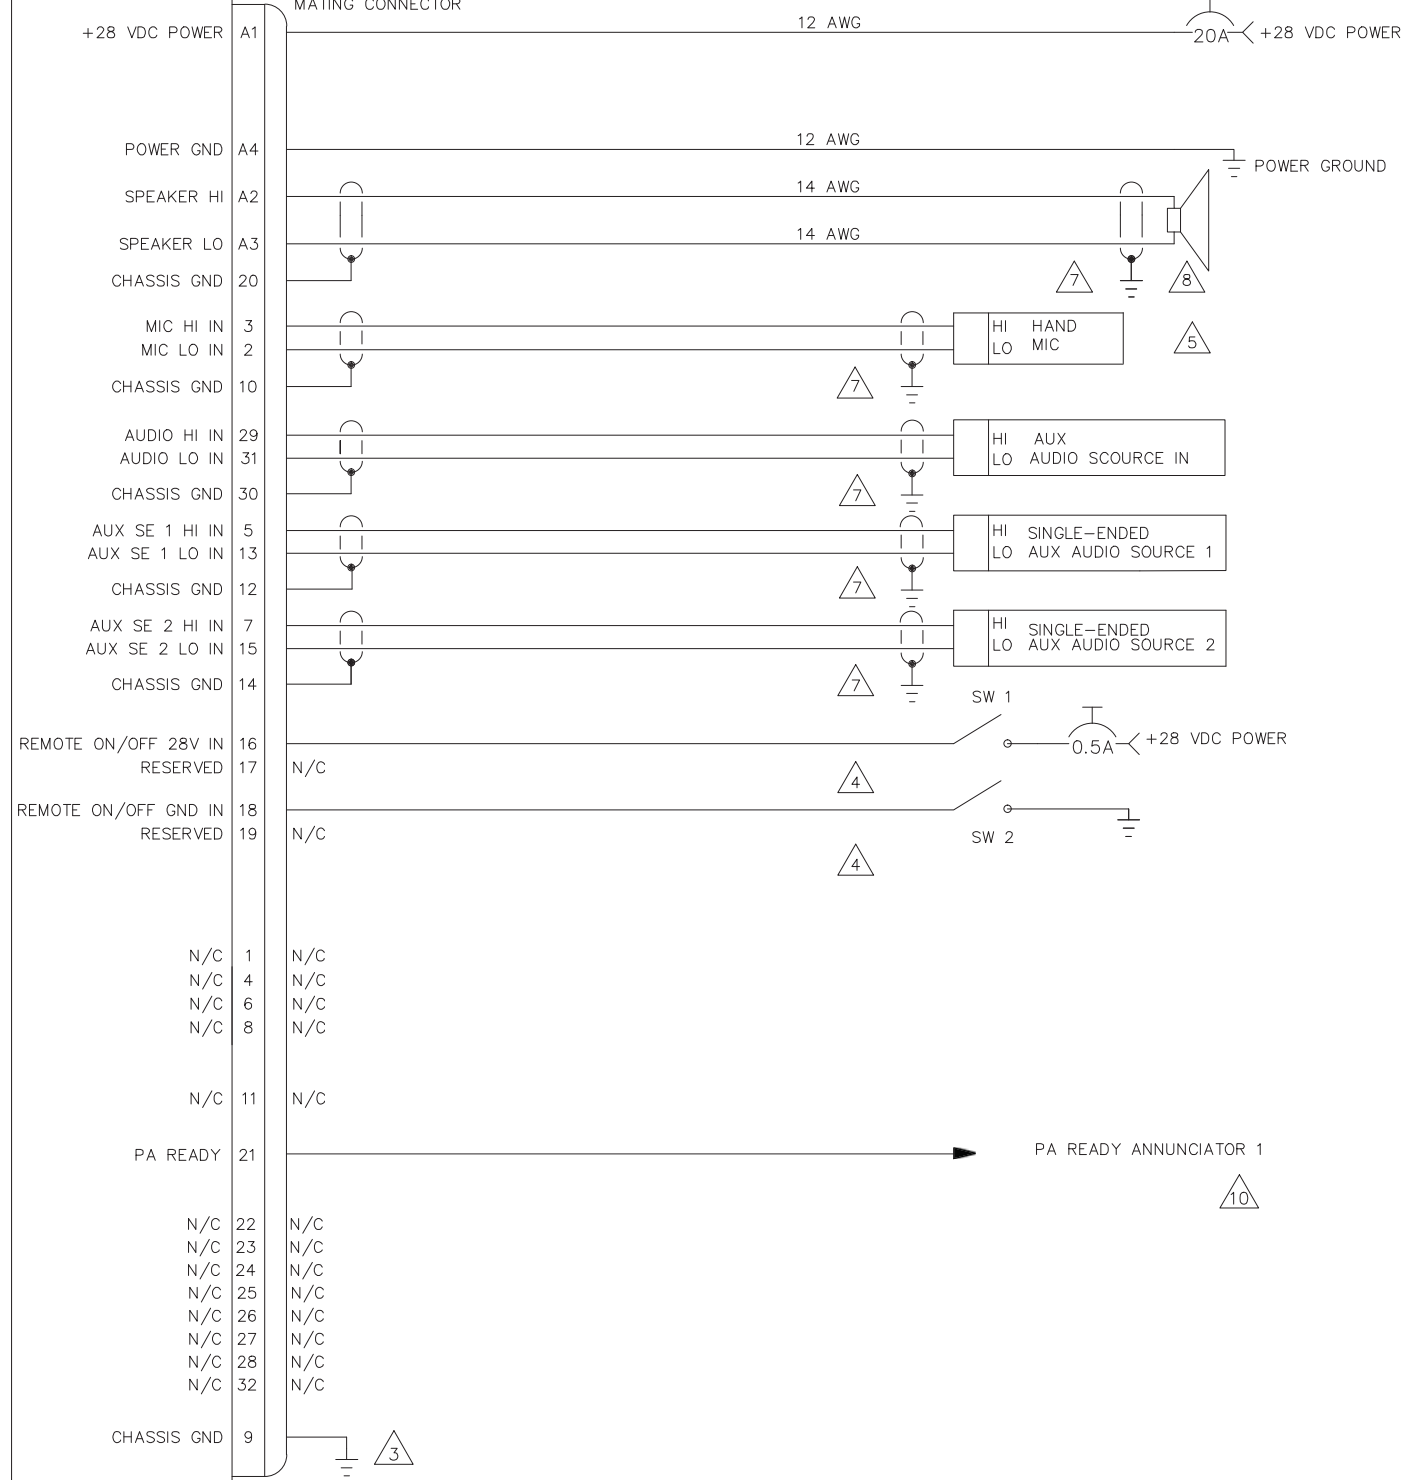 MATING CONNECTOR
+28 VDC POWER A1 12 AWG 20A +28 VDC POWER
POWER GND A4 12 AWG POWER GROUND
SPEAKER HI A2 14 AWG
SPEAKER LO A3 14 AWG
CHASSIS GND 20 7 8
MIC HI IN 3 HI HAND
MIC LO IN 2 LO MIC 5
CHASSIS GND 10 7
AUDIO HI IN 29 HI AUX
AUDIO LO IN 31 LO AUDIO SCOURCE IN
CHASSIS GND 30 7
AUX SE 1 HI IN 5 HI SINGLE-ENDED
AUX SE 1 LO IN 13 LO AUX AUDIO SOURCE 1
CHASSIS GND 12 7
AUX SE 2 HI IN 7 HI SINGLE-ENDED
AUX SE 2 LO IN 15 LO AUX AUDIO SOURCE 2
CHASSIS GND 14 7
SW 1
REMOTE ON/OFF 28V IN 16 0.5A +28 VDC POWER
RESERVED 17 N/C 4
REMOTE ON/OFF GND IN 18
RESERVED 19 N/C SW 2
4
N/C 1 N/C
N/C 4 N/C
N/C 6 N/C
N/C 8 N/C
N/C 11 N/C
PA READY 21 PA READY ANNUNCIATOR 1
10
N/C 22 N/C
N/C 23 N/C
N/C 24 N/C
N/C 25 N/C
N/C 26 N/C
N/C 27 N/C
N/C 28 N/C
N/C 32 N/C
CHASSIS GND 9 3